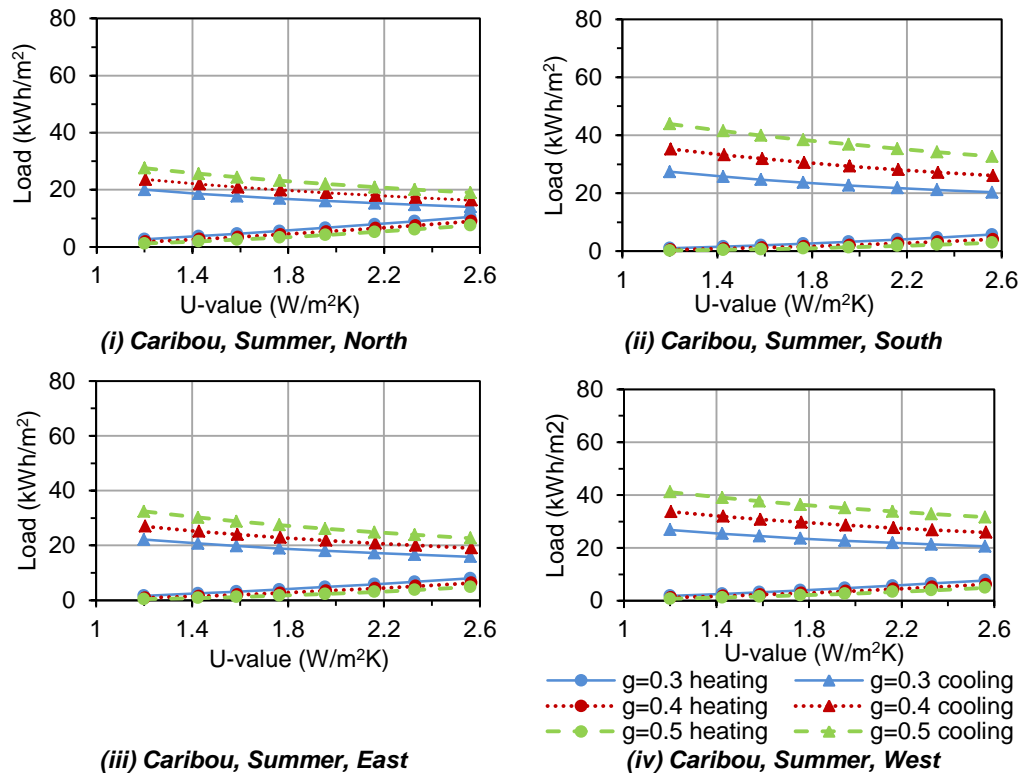 80
60
40
20
0
Load (kWh/m²)
1 1.4 1.8 2.2 2.6
U-value (W/m²K)
(i) Caribou, Summer, North
80
60
40
20
0
Load (kWh/m²)
1 1.4 1.8 2.2 2.6
U-value (W/m²K)
(ii) Caribou, Summer, South
80
60
40
20
0
Load (kWh/m²)
1 1.4 1.8 2.2 2.6
U-value (W/m²K)
(iii) Caribou, Summer, East
80
60
40
20
0
Load (kWh/m2)
1 1.4 1.8 2.2 2.6
U-value (W/m²K)
g=0.3 heating g=0.3 cooling
g=0.4 heating g=0.4 cooling
g=0.5 heating g=0.5 cooling
(iv) Caribou, Summer, West